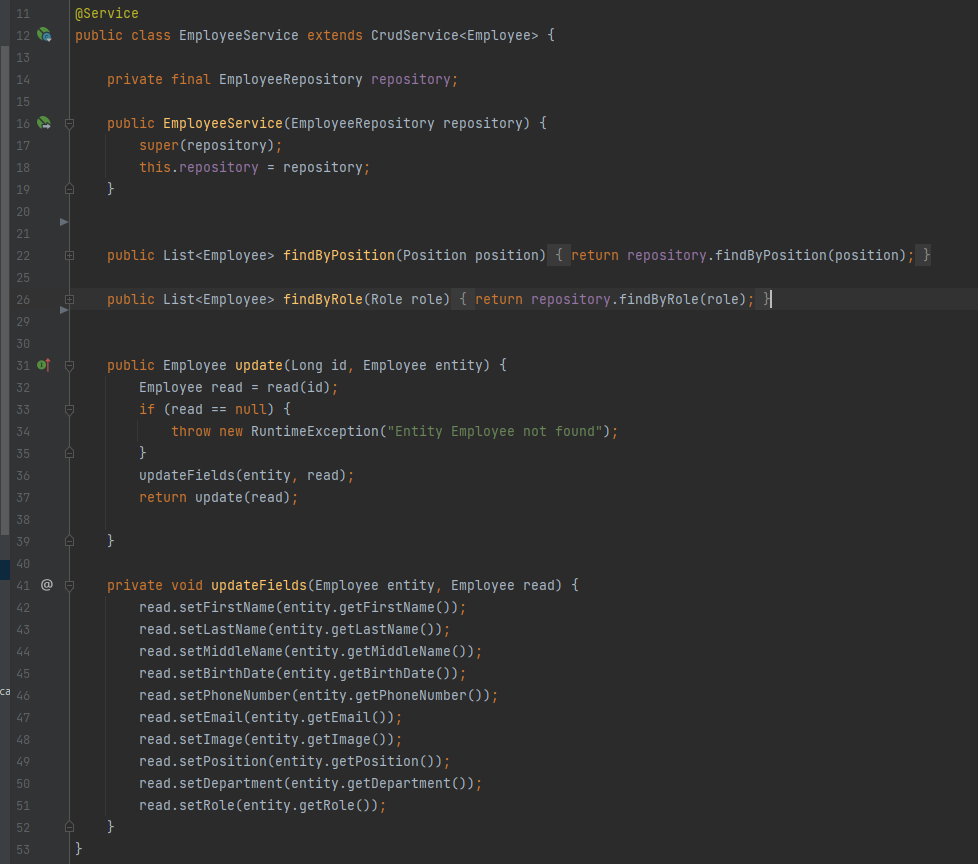 11 @Service
12 public class EmployeeService extends CrudService<Employee> {
13
14     private final EmployeeRepository repository;
15
16     public EmployeeService(EmployeeRepository repository) {
17         super(repository);
18         this.repository = repository;
19     }
20
21
22     public List<Employee> findByPosition(Position position) { return repository.findByPosition(position); }
25
26     public List<Employee> findByRole(Role role) { return repository.findByRole(role); }
29
30
31     public Employee update(Long id, Employee entity) {
32         Employee read = read(id);
33         if (read == null) {
34             throw new RuntimeException("Entity Employee not found");
35         }
36         updateFields(entity, read);
37         return update(read);
38
39     }
40
41 @   private void updateFields(Employee entity, Employee read) {
42         read.setFirstName(entity.getFirstName());
43         read.setLastName(entity.getLastName());
44         read.setMiddleName(entity.getMiddleName());
45         read.setBirthDate(entity.getBirthDate());
ca
46         read.setPhoneNumber(entity.getPhoneNumber());
47         read.setEmail(entity.getEmail());
48         read.setImage(entity.getImage());
49         read.setPosition(entity.getPosition());
50         read.setDepartment(entity.getDepartment());
51         read.setRole(entity.getRole());
52     }
53 }